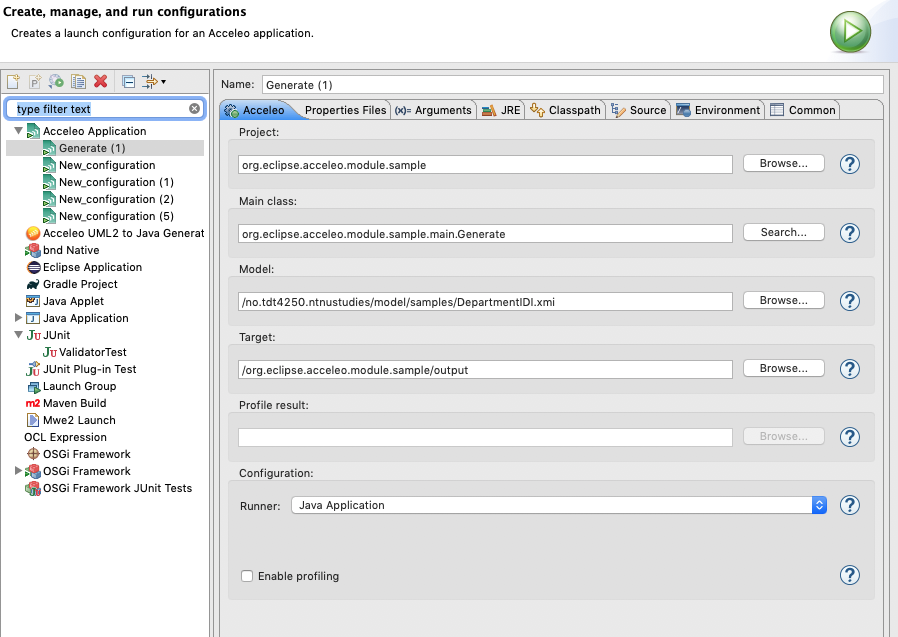 Create, manage, and run configurations
Creates a launch configuration for an Acceleo application.
type filter text
Acceleo Application
Generate (1)
New_configuration
New_configuration (1)
New_configuration (2)
New_configuration (5)
Acceleo UML2 to Java Generat
bnd Native
Eclipse Application
Gradle Project
Java Applet
Java Application
JUnit
ValidatorTest
JUnit Plug-in Test
Launch Group
m2 Maven Build
Mwe2 Launch
OCL Expression
OSGi Framework
OSGi Framework
OSGi Framework JUnit Tests
Name: Generate (1)
Acceleo Properties Files (x)= Arguments JRE Classpath Source Environment Common
Project:
org.eclipse.acceleo.module.sample Browse... ?
Main class:
org.eclipse.acceleo.module.sample.main.Generate Search... ?
Model:
/no.tdt4250.ntnustudies/model/samples/DepartmentIDI.xmi Browse... ?
Target:
/org.eclipse.acceleo.module.sample/output Browse... ?
Profile result:
Browse... ?
Configuration:
Runner: Java Application ?
Enable profiling ?